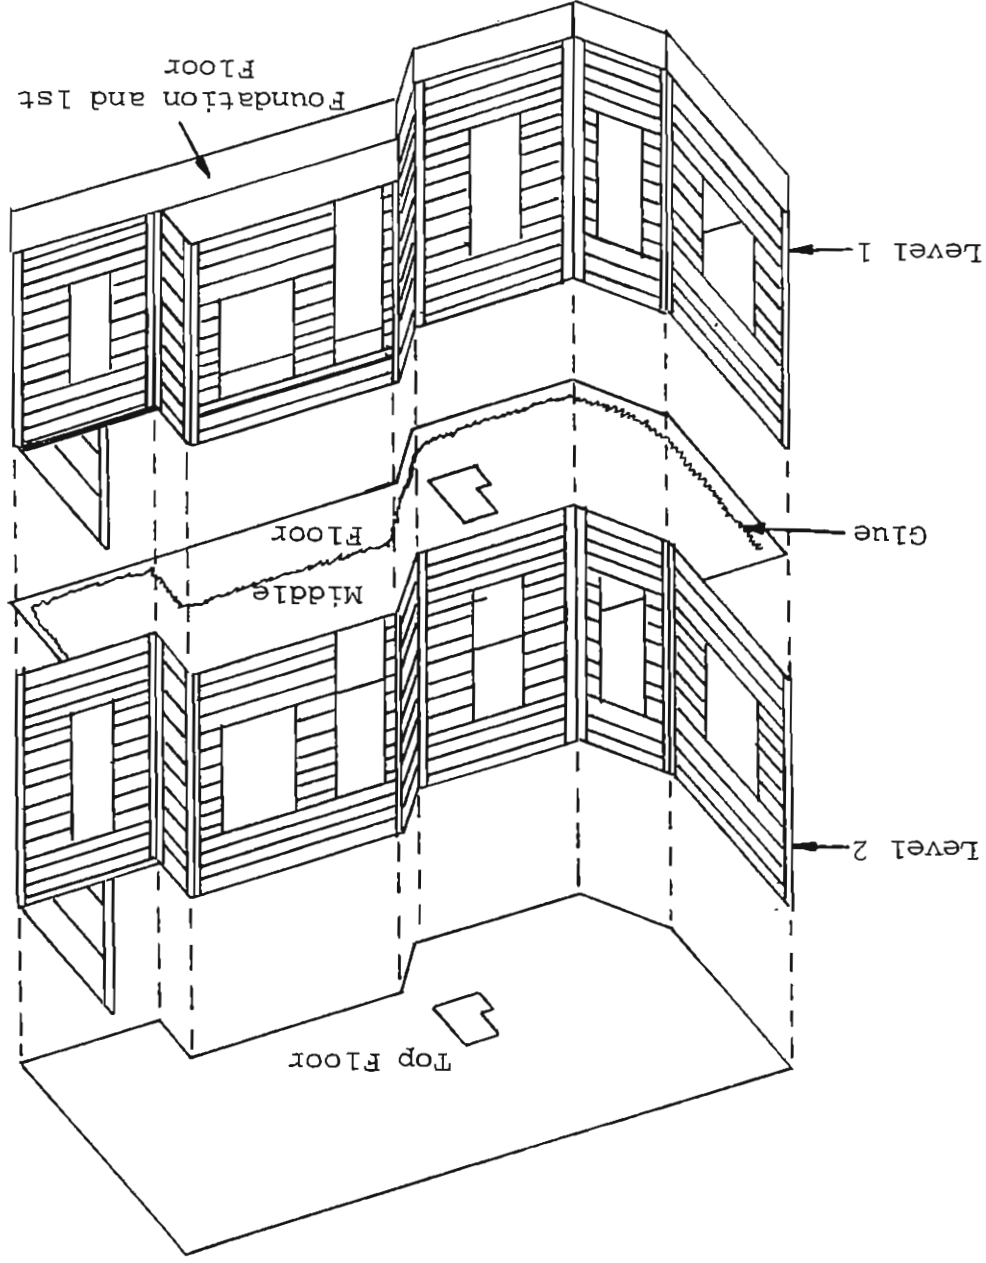 Top Floor
Level 2
Middle
Floor
Glue
Level 1
Foundation and 1st
Floor